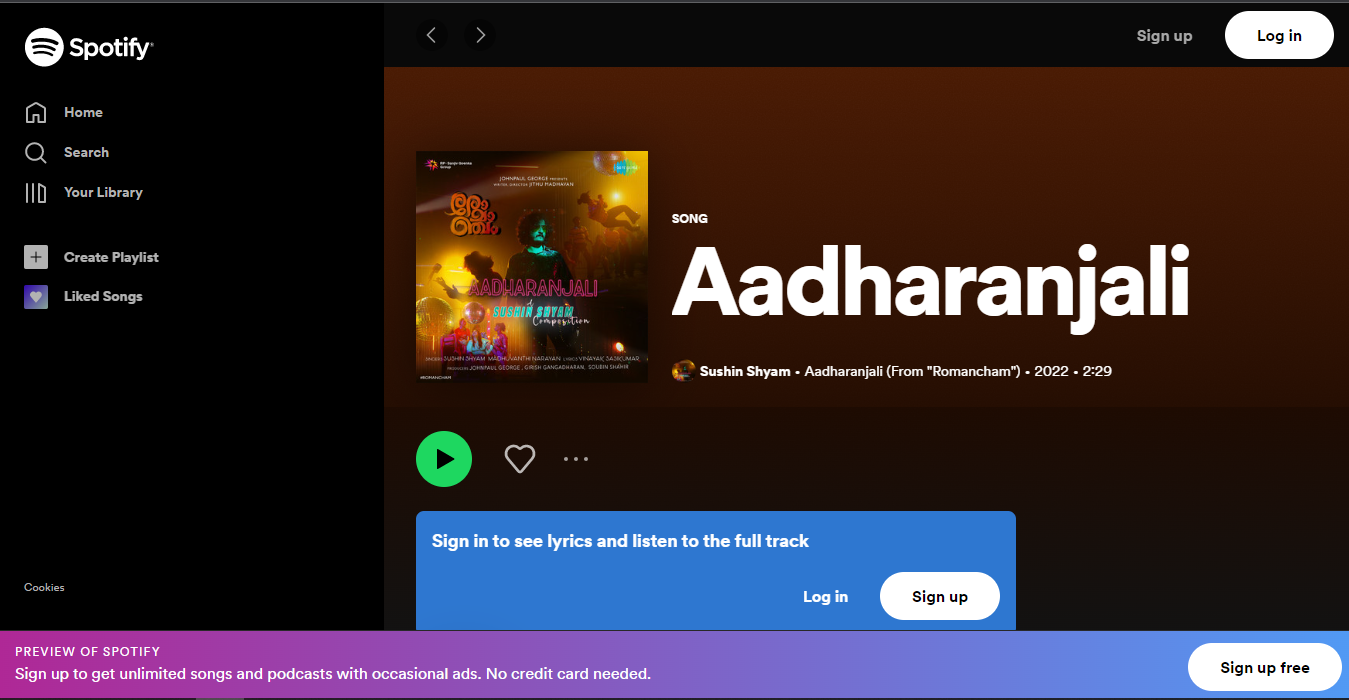 Spotify
Sign up
Log in
Home
Search
Your Library
Create Playlist
Liked Songs
JOHNPAUL GEORGE PRESENTS
WRITER, DIRECTOR JITHU MADHAVAN
രോമാഞ്ചം
AADHARANJALI
A
SUSHIN SHYAM
Composition
SINGERS SUSHIN SHYAM, MADHUVANTHI NARAYAN LYRICS VINAYAK SASIKUMAR
PRODUCERS JOHNPAUL GEORGE, GIRISH GANGADHARAN, SOUBIN SHAHIR
#ROMANCHAM
SONG
Aadharanjali
Sushin Shyam • Aadharanjali (From "Romancham") • 2022 • 2:29
Sign in to see lyrics and listen to the full track
Log in
Sign up
Cookies
PREVIEW OF SPOTIFY
Sign up to get unlimited songs and podcasts with occasional ads. No credit card needed.
Sign up free